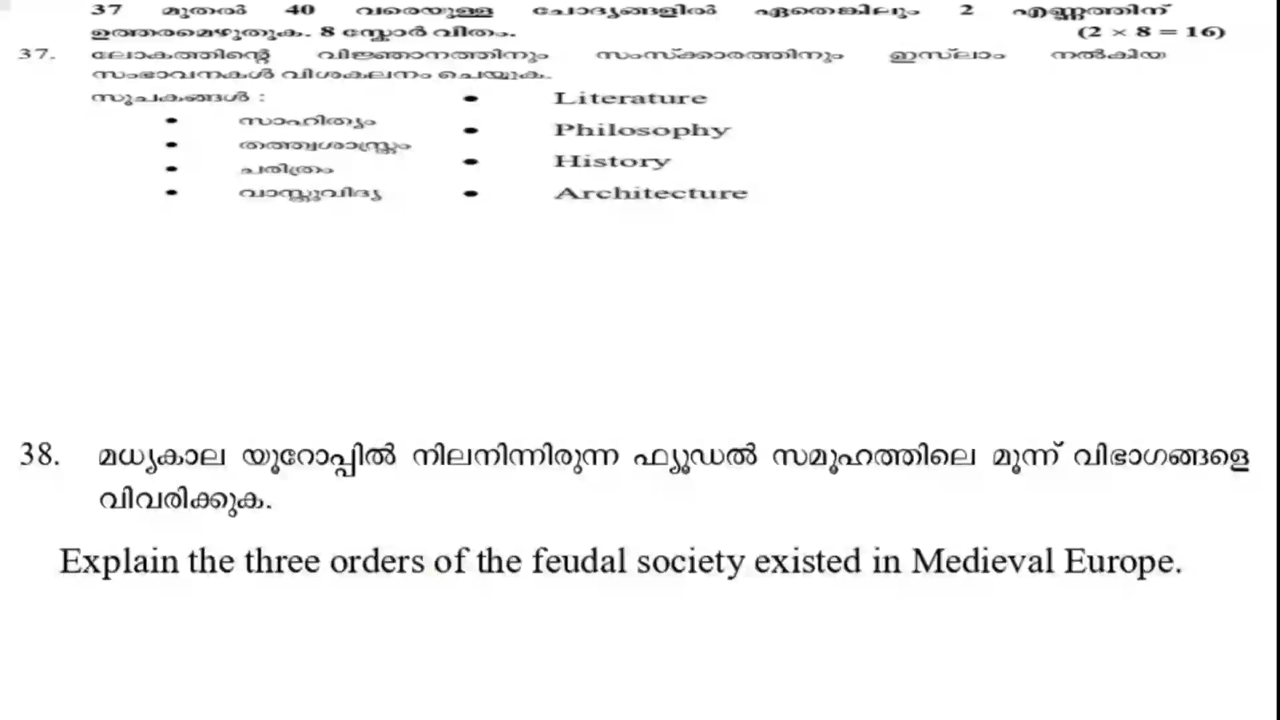 37 മുതൽ 40 വരെയുള്ള ചോദ്യങ്ങളിൽ ഏതെങ്കിലും 2 എണ്ണത്തിന്
ഉത്തരമെഴുതുക. 8 സ്കോർ വീതം. (2 × 8 = 16)
37. ലോകത്തിന്റെ വിജ്ഞാനത്തിനും സംസ്ക്കാരത്തിനും ഇസ്ലാം നൽകിയ
സംഭാവനകൾ വിശകലനം ചെയ്യുക.
സൂചകങ്ങൾ :
• സാഹിത്യം
• തത്ത്വശാസ്ത്രം
• ചരിത്രം
• വാസ്തുവിദ്യ
• Literature
• Philosophy
• History
• Architecture
38. മധ്യകാല യൂറോപ്പിൽ നിലനിന്നിരുന്ന ഫ്യൂഡൽ സമൂഹത്തിലെ മൂന്ന് വിഭാഗങ്ങളെ
വിവരിക്കുക.
Explain the three orders of the feudal society existed in Medieval Europe.